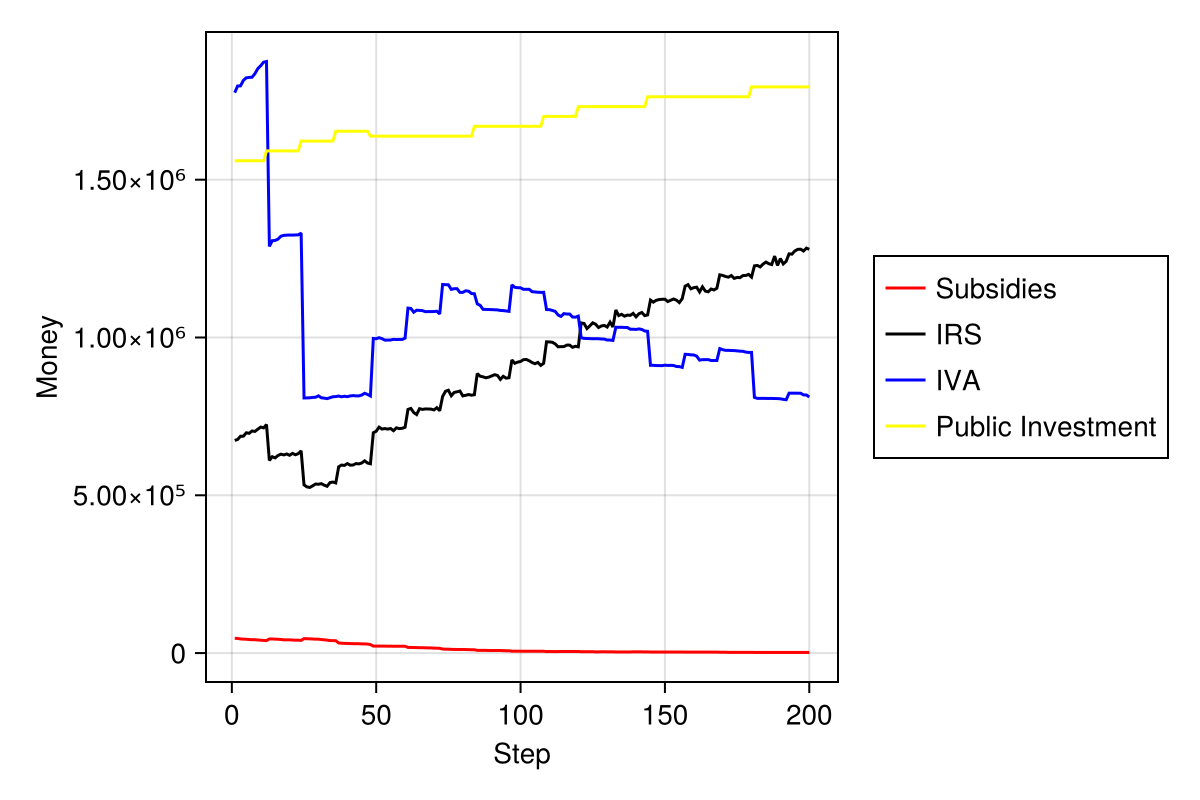 Money
1.50×10⁶
1.00×10⁶
5.00×10⁵
0
0
50
100
150
200
Step
Subsidies
IRS
IVA
Public Investment